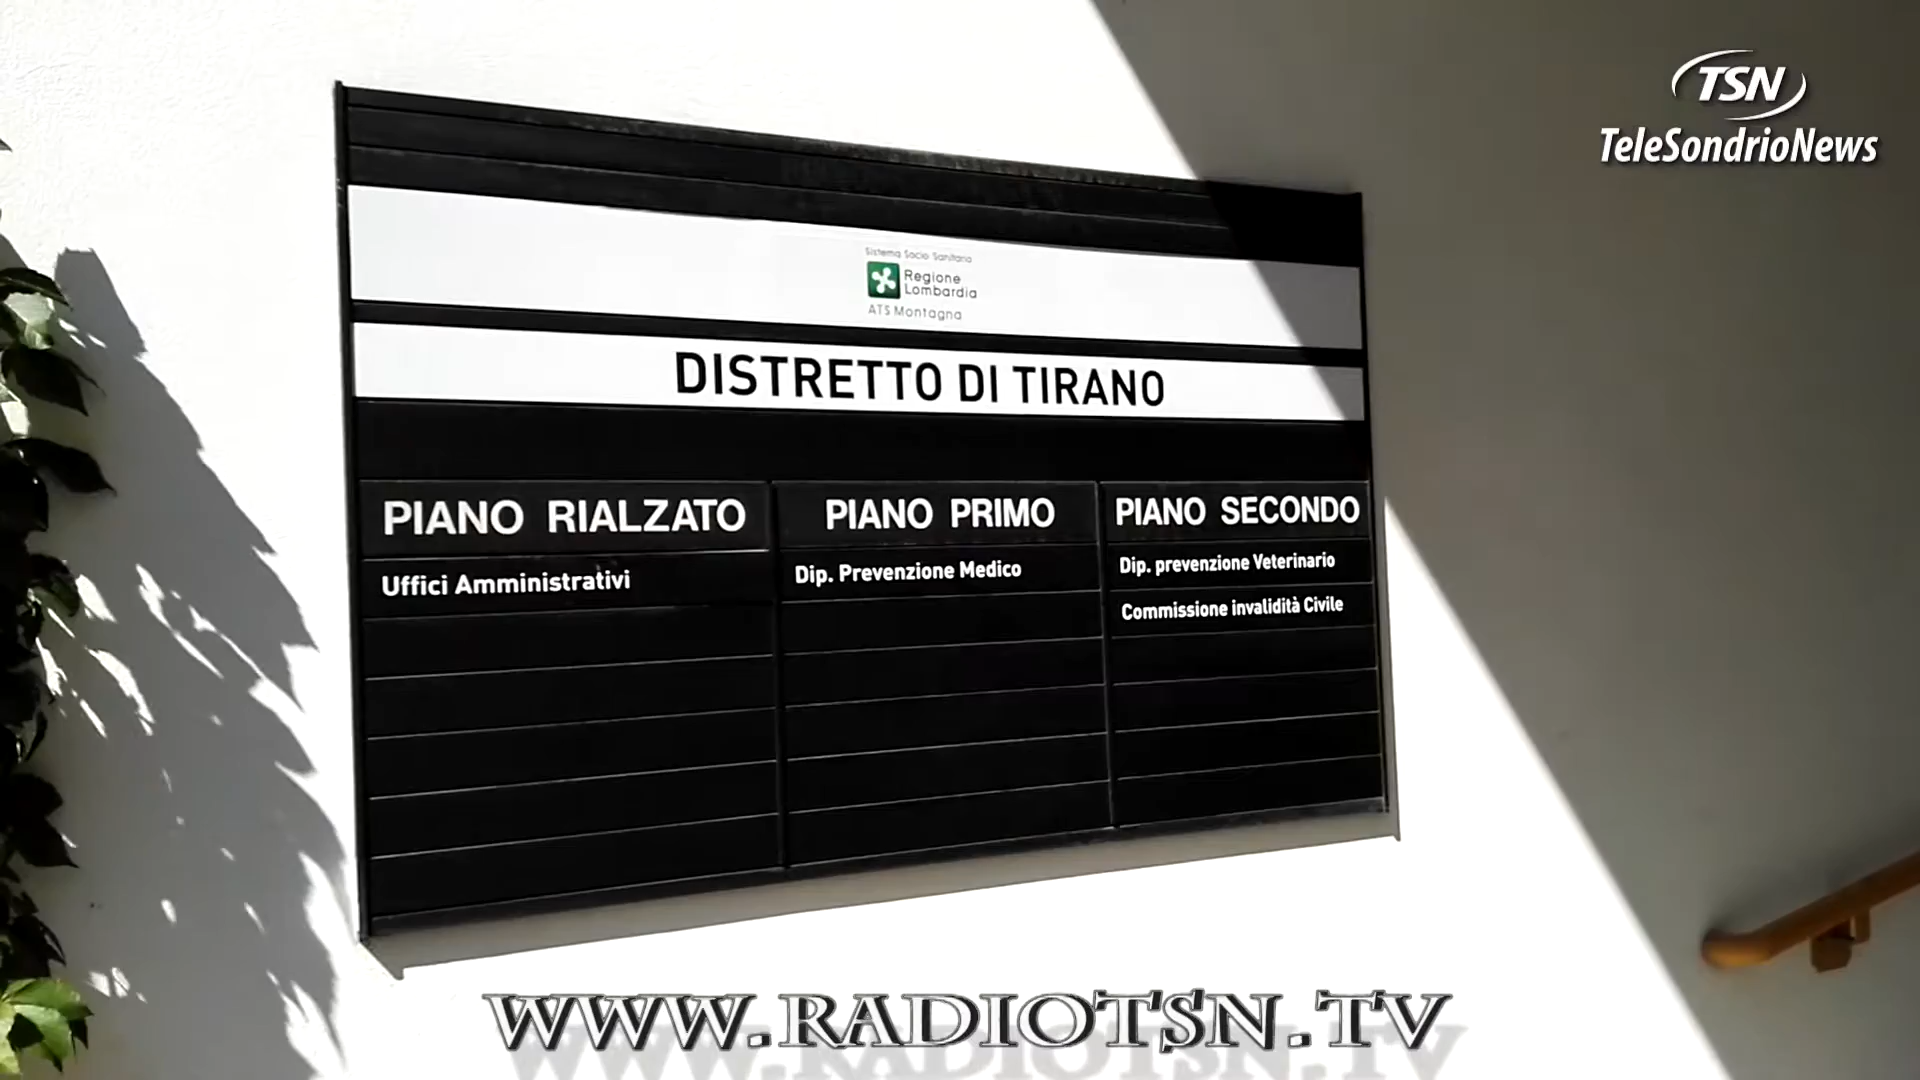 TSN
TeleSondrioNews
Sistema Socio Sanitario
Regione
Lombardia
ATS Montagna
DISTRETTO DI TIRANO
PIANO RIALZATO
Uffici Amministrativi
PIANO PRIMO
Dip. Prevenzione Medico
PIANO SECONDO
Dip. prevenzione Veterinario
Commissione invalidità Civile
WWW.RADIOTSN.TV